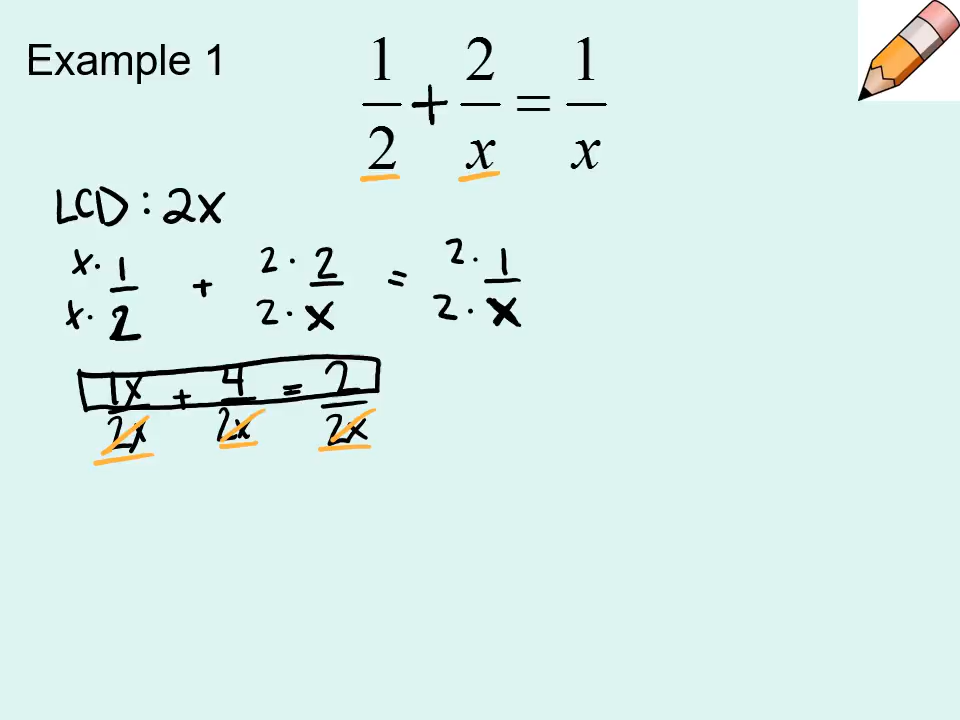 Example 1
1/2 + 2/x = 1/x
LCD : 2x
x · 1 / x · 2 + 2 · 2 / 2 · x = 2 · 1 / 2 · x
1x/2x + 4/2x = 2/2x